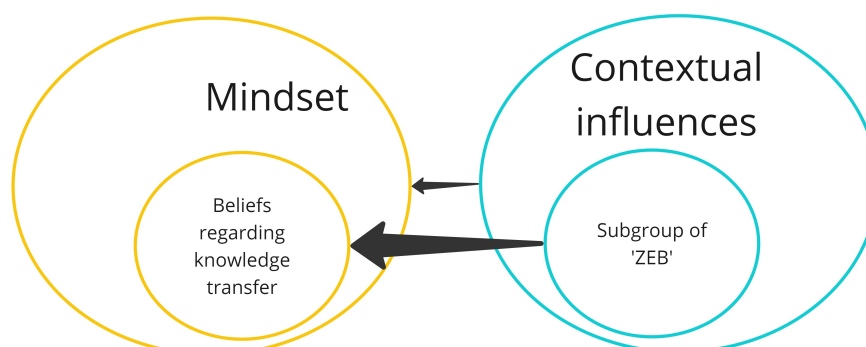 Mindset
Beliefs
regarding
knowledge
transfer
Contextual
influences
Subgroup of
'ZEB'